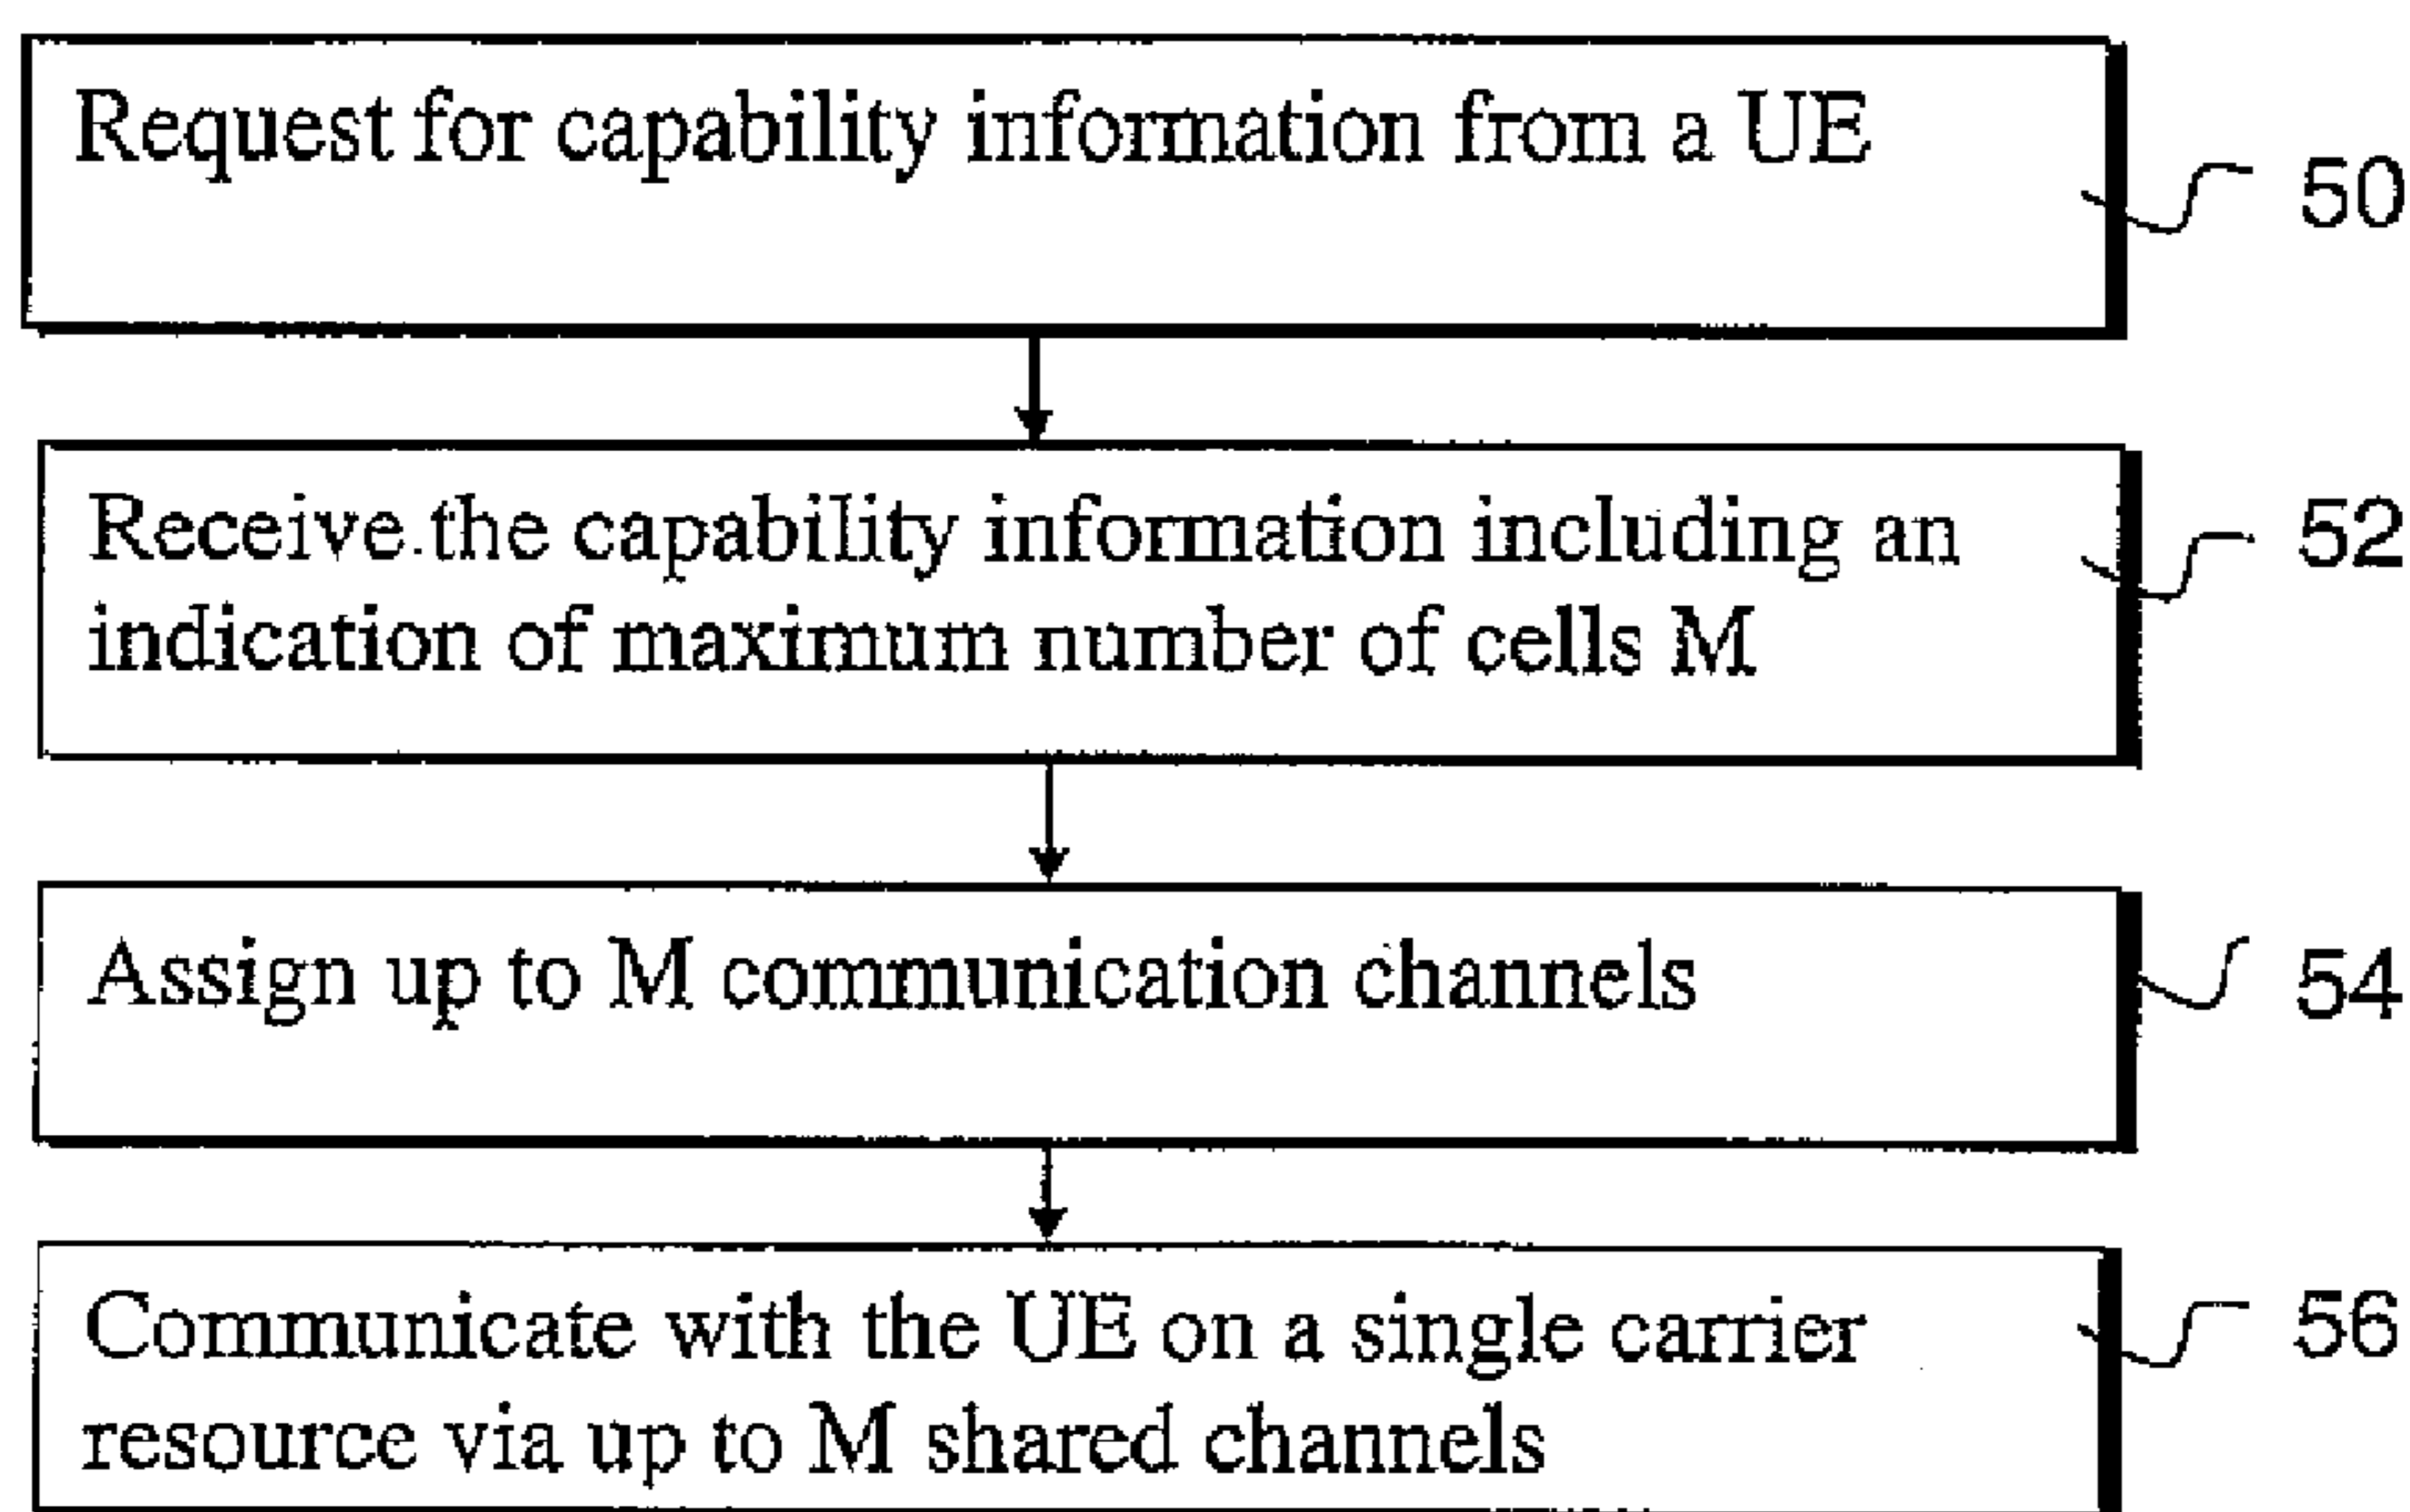 Request for capability information from a UE
50
Receive the capability information including an
indication of maximum number of cells M
52
Assign up to M communication channels
54
Communicate with the UE on a single carrier
resource via up to M shared channels
56